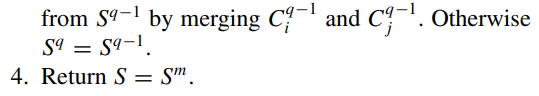 from S^{q−1} by merging C_i^{q−1} and C_j^{q−1}. Otherwise
S^q = S^{q−1}.
4. Return S = S^m.